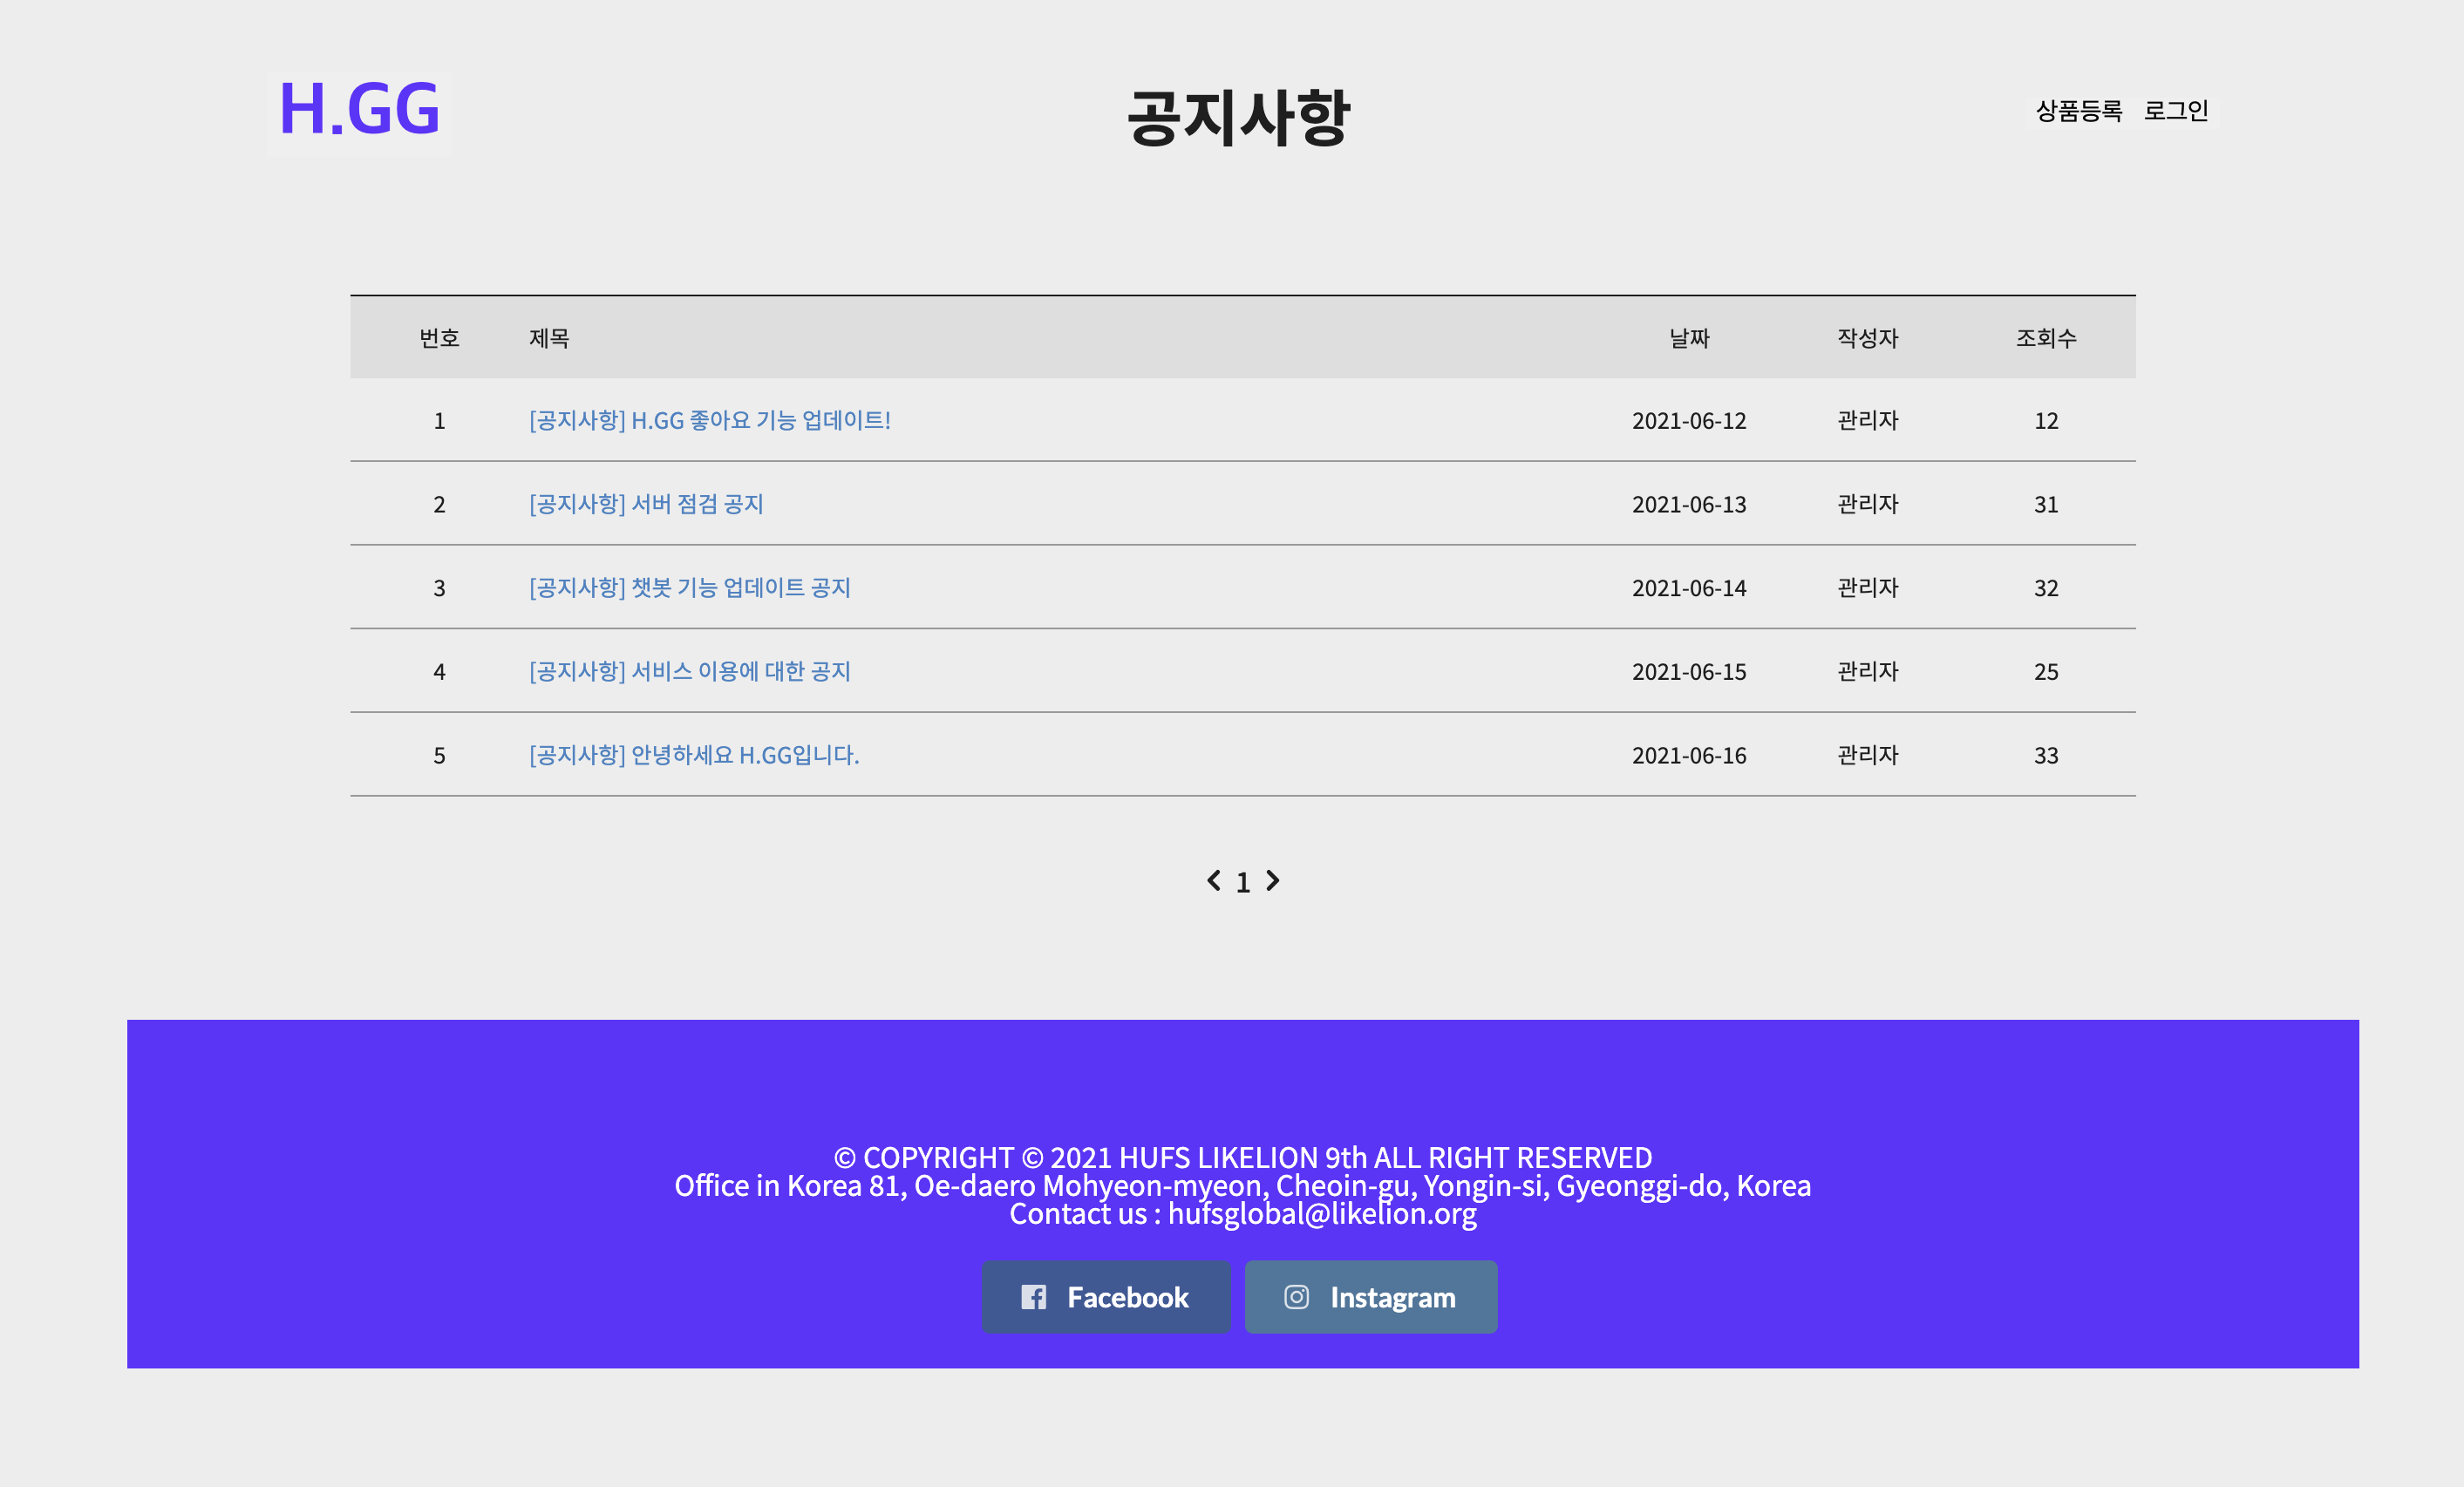 H.GG
공지사항
상품등록 로그인
번호 제목 날짜 작성자 조회수
1 [공지사항] H.GG 좋아요 기능 업데이트! 2021-06-12 관리자 12
2 [공지사항] 서버 점검 공지 2021-06-13 관리자 31
3 [공지사항] 챗봇 기능 업데이트 공지 2021-06-14 관리자 32
4 [공지사항] 서비스 이용에 대한 공지 2021-06-15 관리자 25
5 [공지사항] 안녕하세요 H.GG입니다. 2021-06-16 관리자 33
1
© COPYRIGHT © 2021 HUFS LIKELION 9th ALL RIGHT RESERVED
Office in Korea 81, Oe-daero Mohyeon-myeon, Cheoin-gu, Yongin-si, Gyeonggi-do, Korea
Contact us : hufsglobal@likelion.org
Facebook Instagram